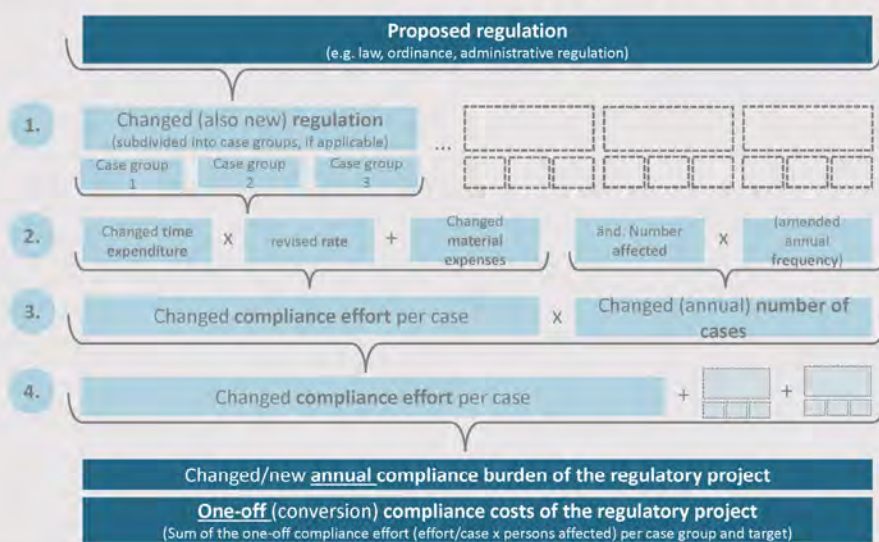 Proposed regulation
(e.g. law, ordinance, administrative regulation)
1.
Changed (also new) regulation
(subdivided into case groups, if applicable)
...
Case group
1
Case group
2
Case group
3
2.
Changed time
expenditure
x
revised rate
+
Changed
material
expenses
and: Number
affected
x
(amended
annual
frequency)
3.
Changed compliance effort per case
x
Changed (annual) number of
cases
4.
Changed compliance effort per case
+
+
Changed/new annual compliance burden of the regulatory project
One-off (conversion) compliance costs of the regulatory project
(Sum of the one-off compliance effort (effort/case x persons affected) per case group and target)